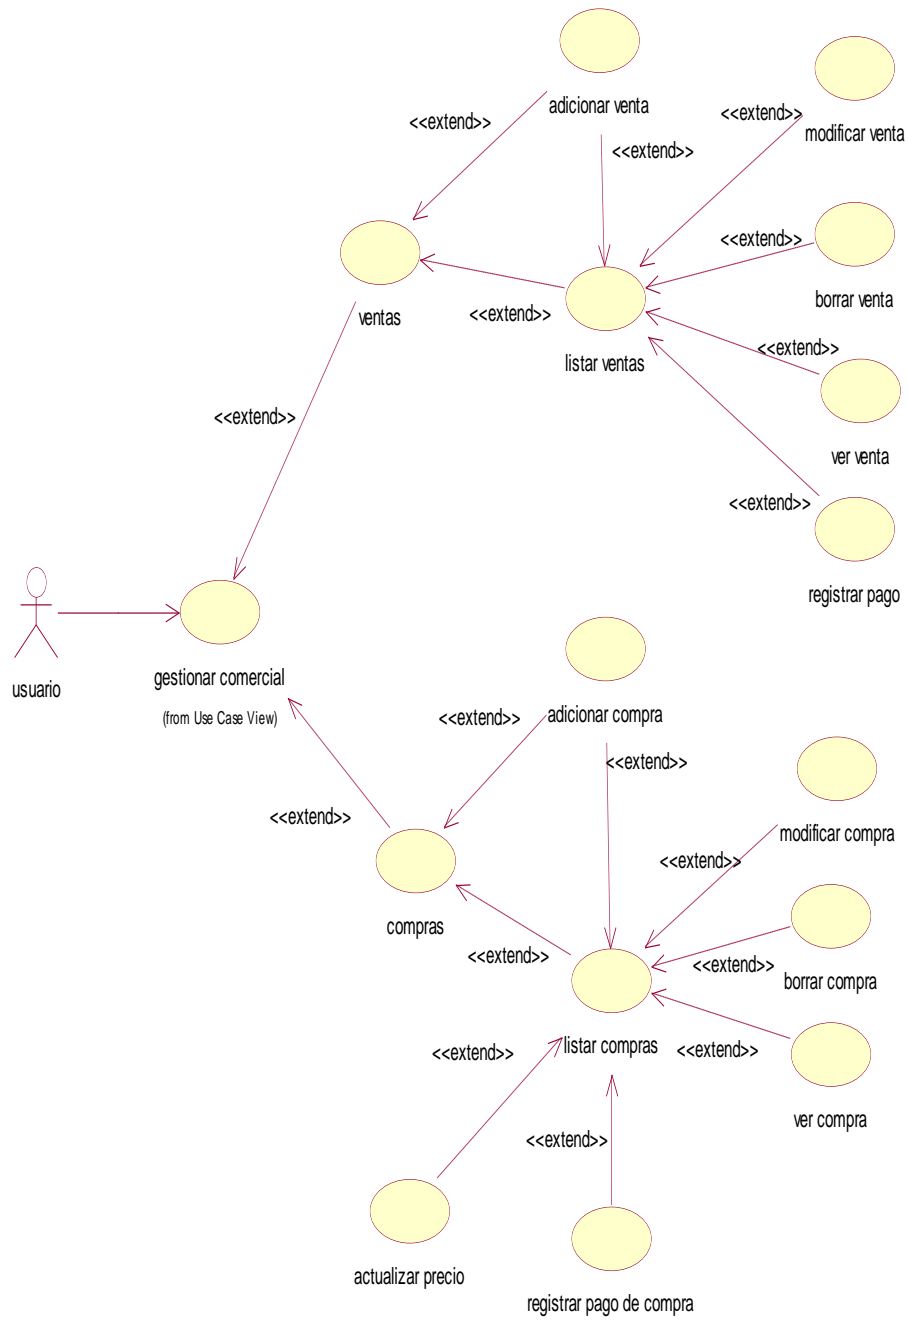 adicionar venta
<<extend>>
modificar venta
<<extend>>
<<extend>>
<<extend>>
borrar venta
ventas
<<extend>>
listar ventas
<<extend>>
ver venta
<<extend>>
<<extend>>
registrar pago
usuario
gestionar comercial
(from Use Case View)
adicionar compra
<<extend>>
<<extend>>
<<extend>>
modificar compra
<<extend>>
compras
<<extend>>
<<extend>>
borrar compra
listar compras
<<extend>>
<<extend>>
ver compra
<<extend>>
actualizar precio
registrar pago de compra